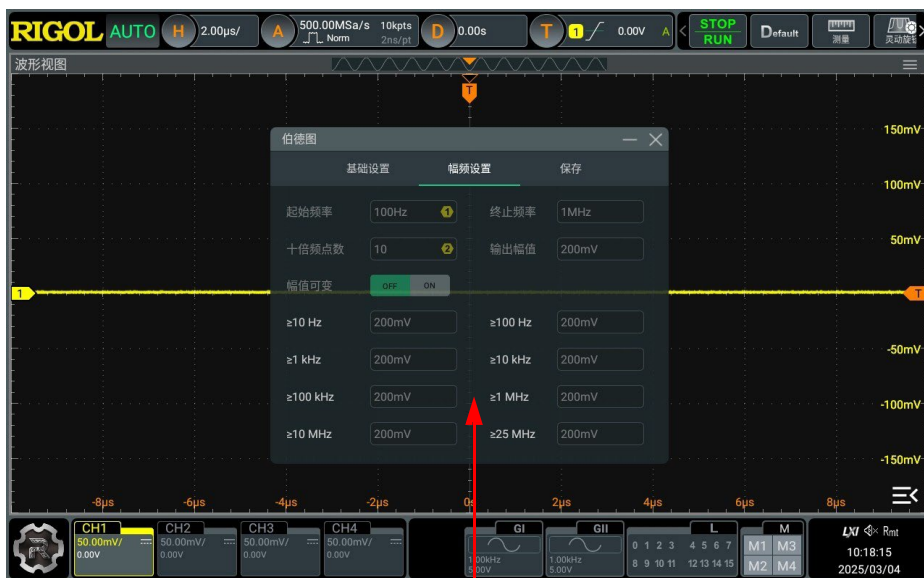 RIGOL AUTO H 2.00µs/ A 500.00MSa/s 10kpts Norm 2ns/pt D 0.00s T 1 0.00V A STOP RUN Default 测量 灵动旋钮
波形视图
T
150mV
伯德图
基础设置 幅频设置 保存
100mV
起始频率 100Hz 1 终止频率 1MHz
十倍频点数 10 2 输出幅值 200mV
50mV
幅值可变 OFF ON
1 T
≥10 Hz 200mV ≥100 Hz 200mV
≥1 kHz 200mV ≥10 kHz 200mV
-50mV
≥100 kHz 200mV ≥1 MHz 200mV
-100mV
≥10 MHz 200mV ≥25 MHz 200mV
-150mV
-8µs -6µs -4µs -2µs 0s 2µs 4µs 6µs 8µs
CH1 CH2 CH3 CH4 GI GII L M LXI Rmt
50.00mV/ 50.00mV/ 50.00mV/ 50.00mV/ 0 1 2 3 4 5 6 7 M1 M3 10:18:15
0.00V 0.00V 0.00V 0.00V 1.00kHz 1.00kHz 8 9 10 11 12 13 14 15 M2 M4 2025/03/04
5.00V 5.00V